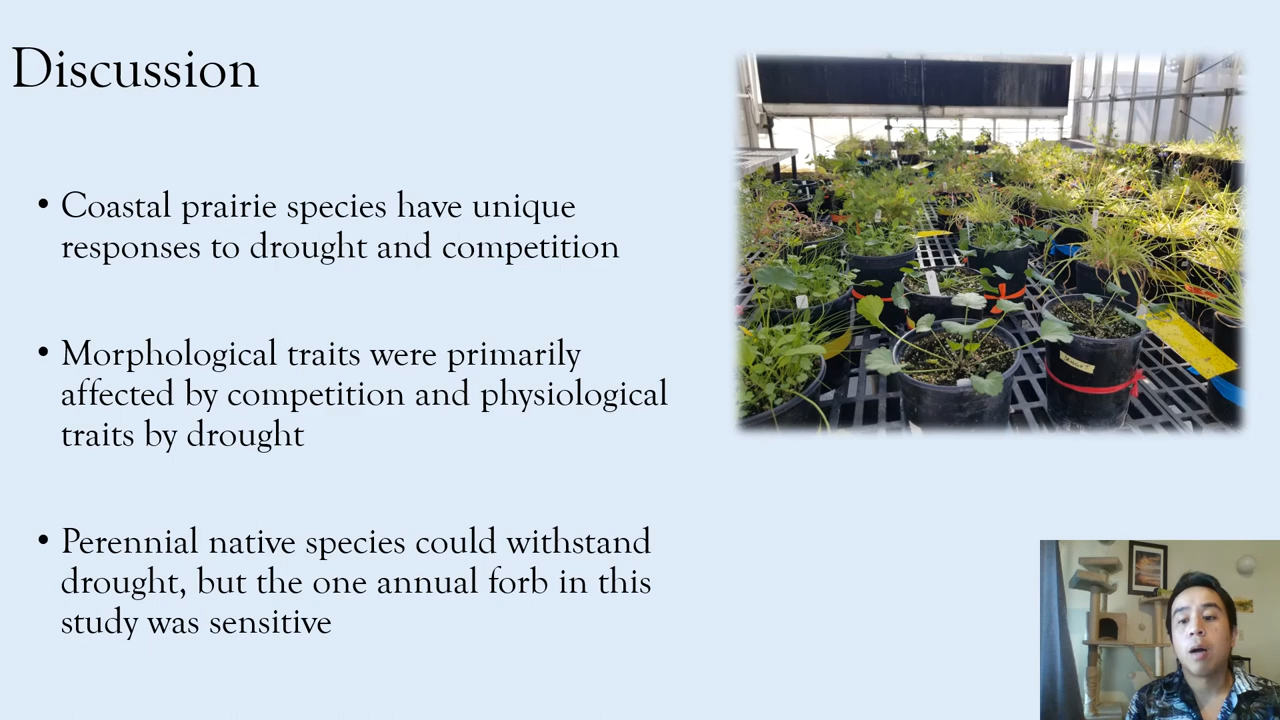 Discussion
• Coastal prairie species have unique
responses to drought and competition
• Morphological traits were primarily
affected by competition and physiological
traits by drought
• Perennial native species could withstand
drought, but the one annual forb in this
study was sensitive